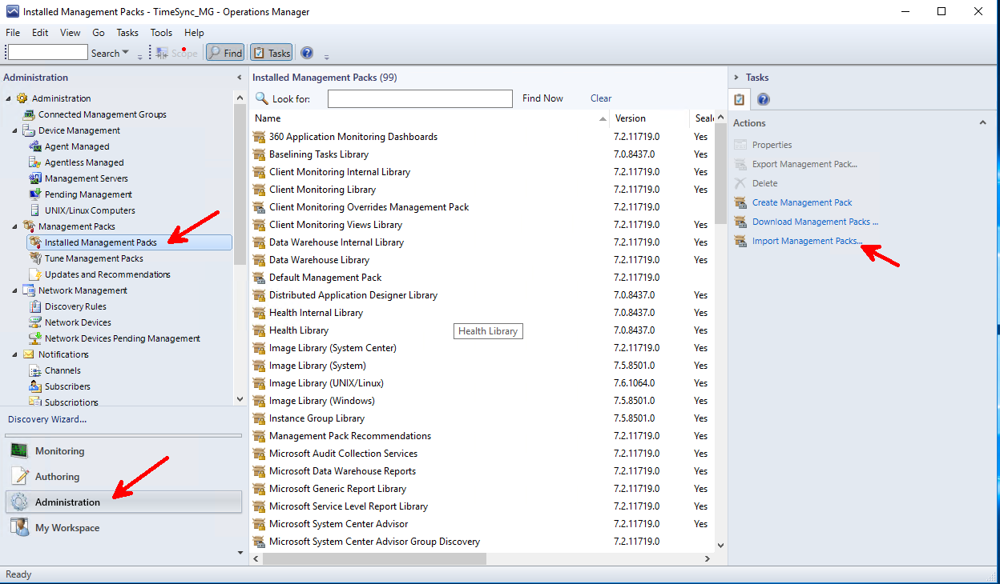 Installed Management Packs - TimeSync_MG - Operations Manager
File Edit View Go Tasks Tools Help
Search Scope Find Tasks
Administration
Administration
Connected Management Groups
Device Management
Agent Managed
Agentless Managed
Management Servers
Pending Management
UNIX/Linux Computers
Management Packs
Installed Management Packs
Tune Management Packs
Updates and Recommendations
Network Management
Discovery Rules
Network Devices
Network Devices Pending Management
Notifications
Channels
Subscribers
Subscriptions
Discovery Wizard...
Monitoring
Authoring
Administration
My Workspace
Installed Management Packs (99)
Look for: Find Now Clear
Name Version Seale
360 Application Monitoring Dashboards 7.2.11719.0 Yes
Baselining Tasks Library 7.0.8437.0 Yes
Client Monitoring Internal Library 7.2.11719.0 Yes
Client Monitoring Library 7.2.11719.0 Yes
Client Monitoring Overrides Management Pack 7.2.11719.0
Client Monitoring Views Library 7.2.11719.0 Yes
Data Warehouse Internal Library 7.2.11719.0 Yes
Data Warehouse Library 7.2.11719.0 Yes
Default Management Pack 7.2.11719.0
Distributed Application Designer Library 7.0.8437.0 Yes
Health Internal Library 7.0.8437.0 Yes
Health Library 7.0.8437.0 Yes
Health Library
Image Library (System Center) 7.2.11719.0 Yes
Image Library (System) 7.5.8501.0 Yes
Image Library (UNIX/Linux) 7.6.1064.0 Yes
Image Library (Windows) 7.5.8501.0 Yes
Instance Group Library 7.5.8501.0 Yes
Management Pack Recommendations 7.2.11719.0 Yes
Microsoft Audit Collection Services 7.2.11719.0 Yes
Microsoft Data Warehouse Reports 7.2.11719.0 Yes
Microsoft Generic Report Library 7.2.11719.0 Yes
Microsoft Service Level Report Library 7.2.11719.0 Yes
Microsoft System Center Advisor 7.2.11719.0 Yes
Microsoft System Center Advisor Group Discovery 7.2.11719.0
Tasks
Actions
Properties
Export Management Pack...
Delete
Create Management Pack
Download Management Packs ...
Import Management Packs...
Ready